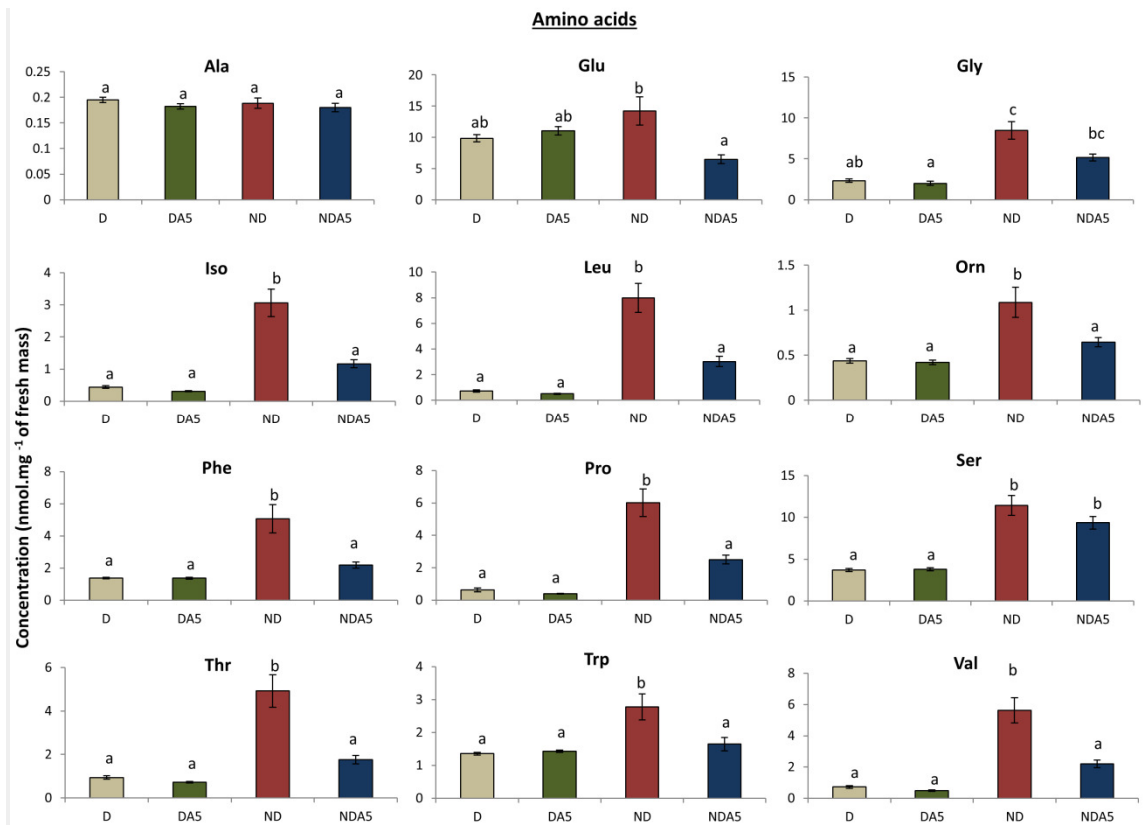 Amino acids
Concentration (nmol.mg -1 of fresh mass)
Ala
0.25
0.2
0.15
0.1
0.05
0
a
a
a
a
D
DA5
ND
NDA5
Glu
20
15
10
5
0
ab
ab
b
a
D
DA5
ND
NDA5
Gly
15
10
5
0
ab
a
c
bc
D
DA5
ND
NDA5
Iso
4
3
2
1
0
a
a
b
a
D
DA5
ND
NDA5
Leu
10
8
6
4
2
0
a
a
b
a
D
DA5
ND
NDA5
Orn
1.5
1
0.5
0
a
a
b
a
D
DA5
ND
NDA5
Phe
8
6
4
2
0
a
a
b
a
D
DA5
ND
NDA5
Pro
8
6
4
2
0
a
a
b
a
D
DA5
ND
NDA5
Ser
15
10
5
0
a
a
b
b
D
DA5
ND
NDA5
Thr
6
4
2
0
a
a
b
a
D
DA5
ND
NDA5
Trp
4
3
2
1
0
a
a
b
a
D
DA5
ND
NDA5
Val
8
6
4
2
0
a
a
b
a
D
DA5
ND
NDA5